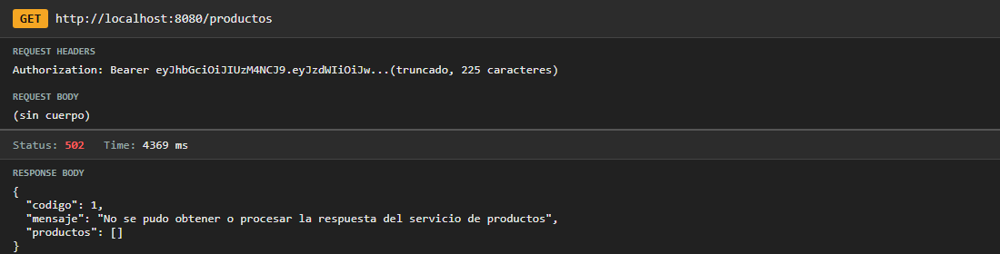 GET http://localhost:8080/productos
REQUEST HEADERS
Authorization: Bearer eyJhbGciOiJIUzM4NCJ9.eyJzdWIiOiJw...(truncado, 225 caracteres)
REQUEST BODY
(sin cuerpo)
Status: 502 Time: 4369 ms
RESPONSE BODY
{
  "codigo": 1,
  "mensaje": "No se pudo obtener o procesar la respuesta del servicio de productos",
  "productos": []
}